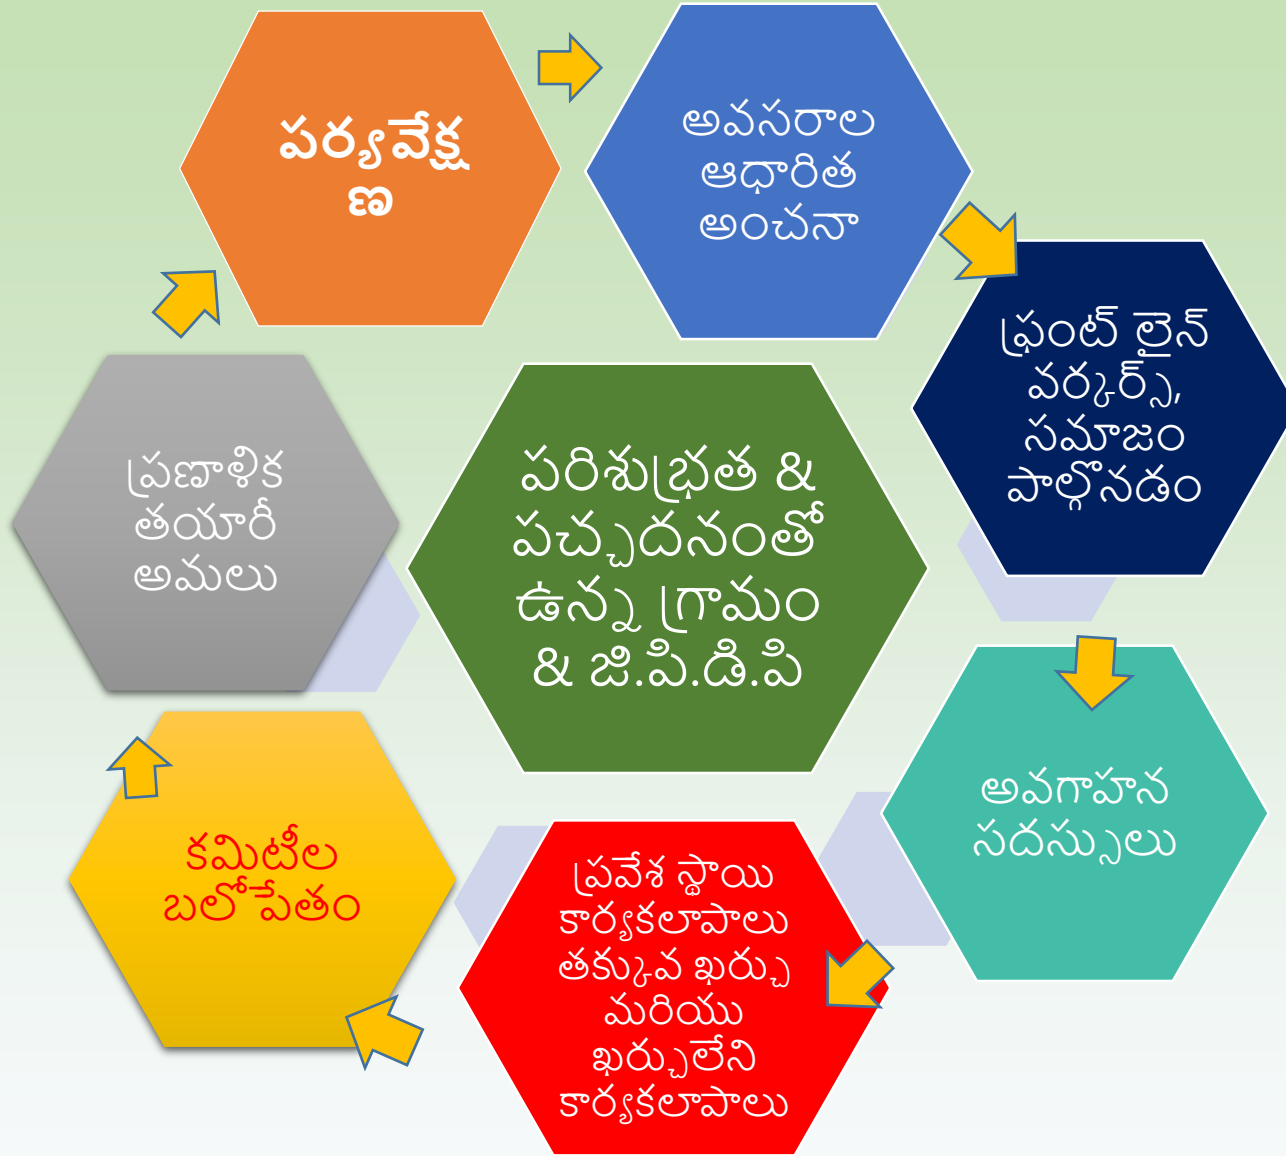 పర్యవేక్ష
ణ
అవసరాల
ఆధారిత
అంచనా
ఫ్రంట్ లైన్
వర్కర్స్,
సమాజం
పాల్గొనడం
అవగాహన
సదస్సులు
ప్రవేశ స్థాయి
కార్యకలాపాలు
తక్కువ ఖర్చు
మరియు
ఖర్చులేని
కార్యకలాపాలు
కమిటీల
బలోపేతం
ప్రణాళిక
తయారీ
అమలు
పరిశుభ్రత &
పచ్చదనంతో
ఉన్న గ్రామం
& జి.పి.డి.పి